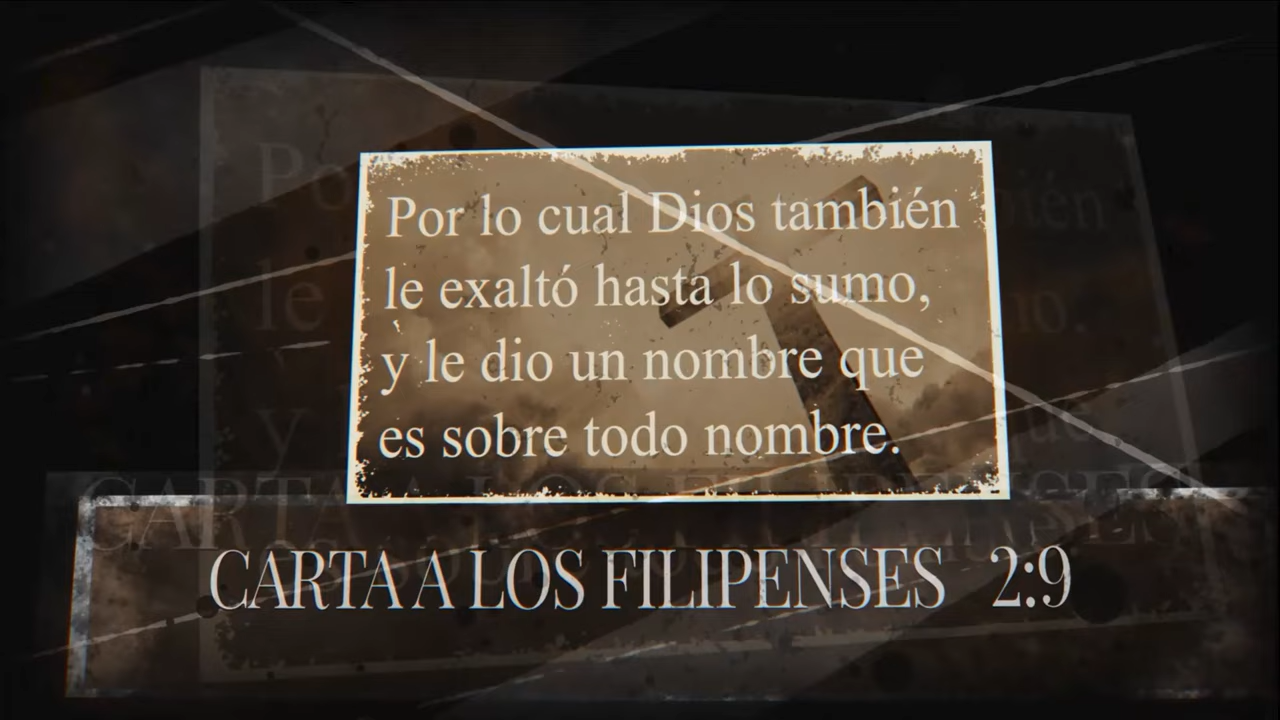 Por lo cual Dios también
le exaltó hasta lo sumo,
y le dio un nombre que
es sobre todo nombre.
CARTA A LOS FILIPENSES 2:9